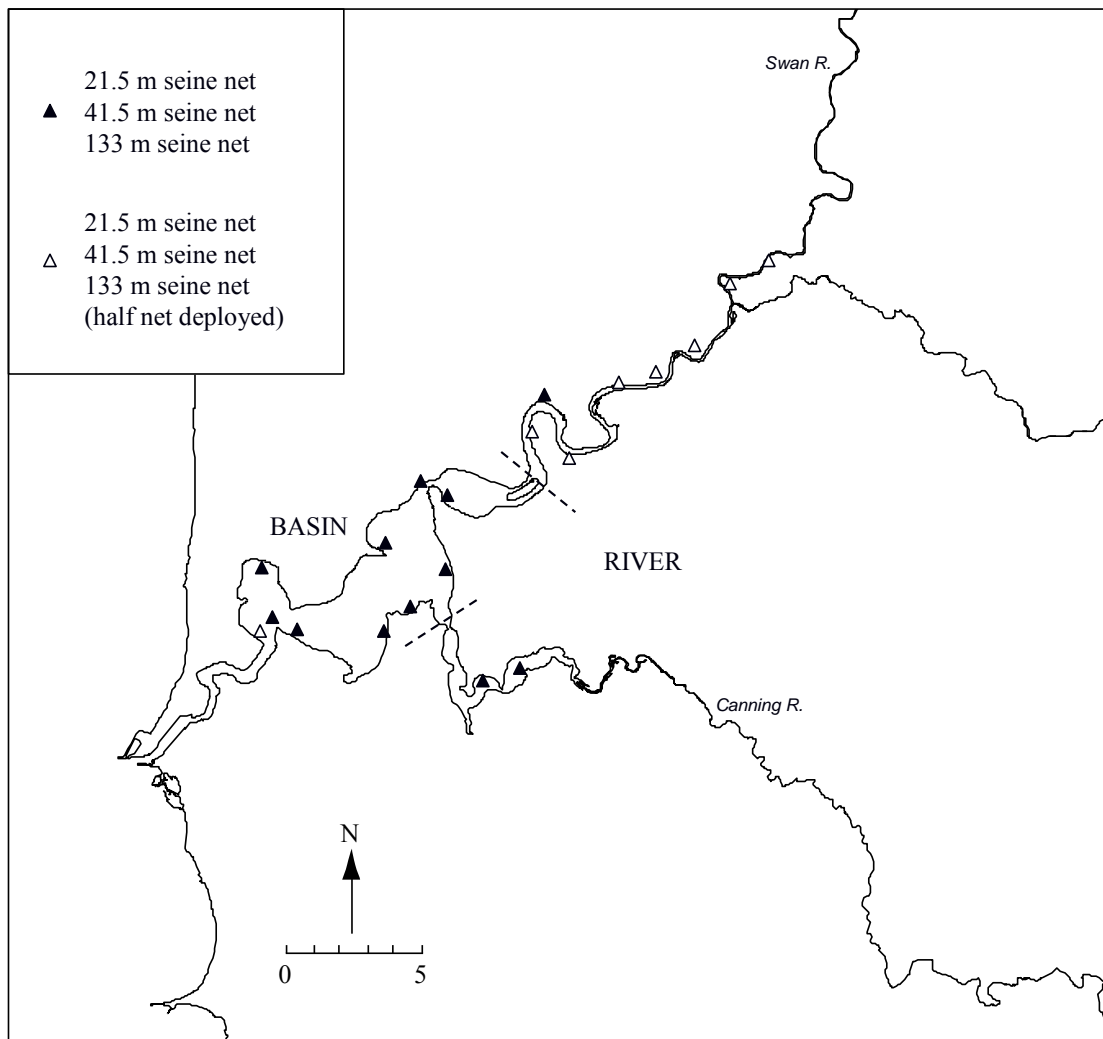 21.5 m seine net
41.5 m seine net
133 m seine net
21.5 m seine net
41.5 m seine net
133 m seine net
(half net deployed)
Swan R.
BASIN
RIVER
Canning R.
N
0 5